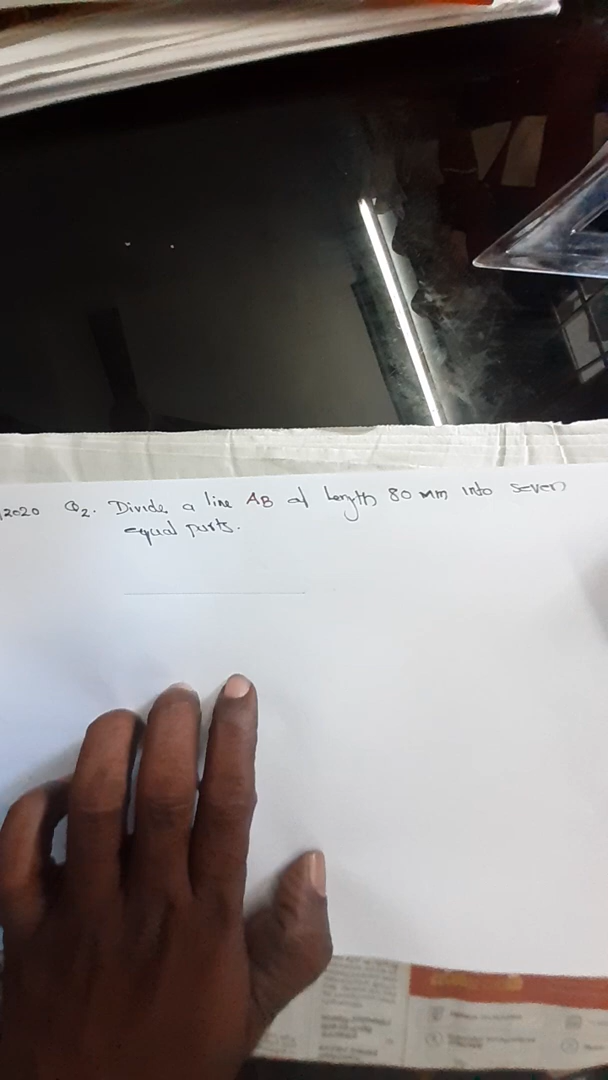 2020 Q2. Divide a line AB of length 80 mm into seven
equal parts.